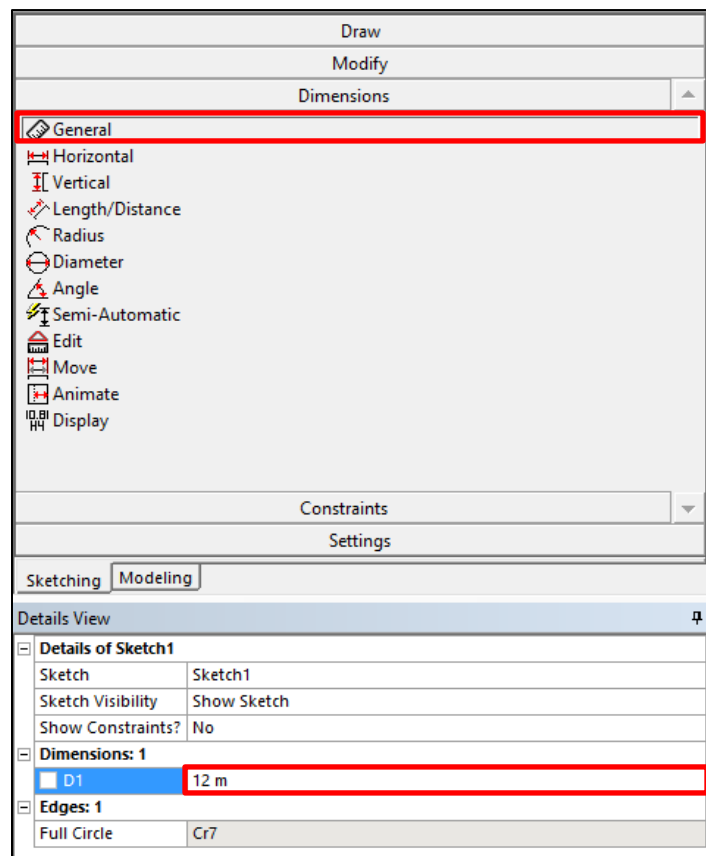 Draw
Modify
Dimensions
General
Horizontal
Vertical
Length/Distance
Radius
Diameter
Angle
Semi-Automatic
Edit
Move
Animate
Display
Constraints
Settings
Sketching Modeling
Details View
Details of Sketch1
Sketch Sketch1
Sketch Visibility Show Sketch
Show Constraints? No
Dimensions: 1
D1 12 m
Edges: 1
Full Circle Cr7